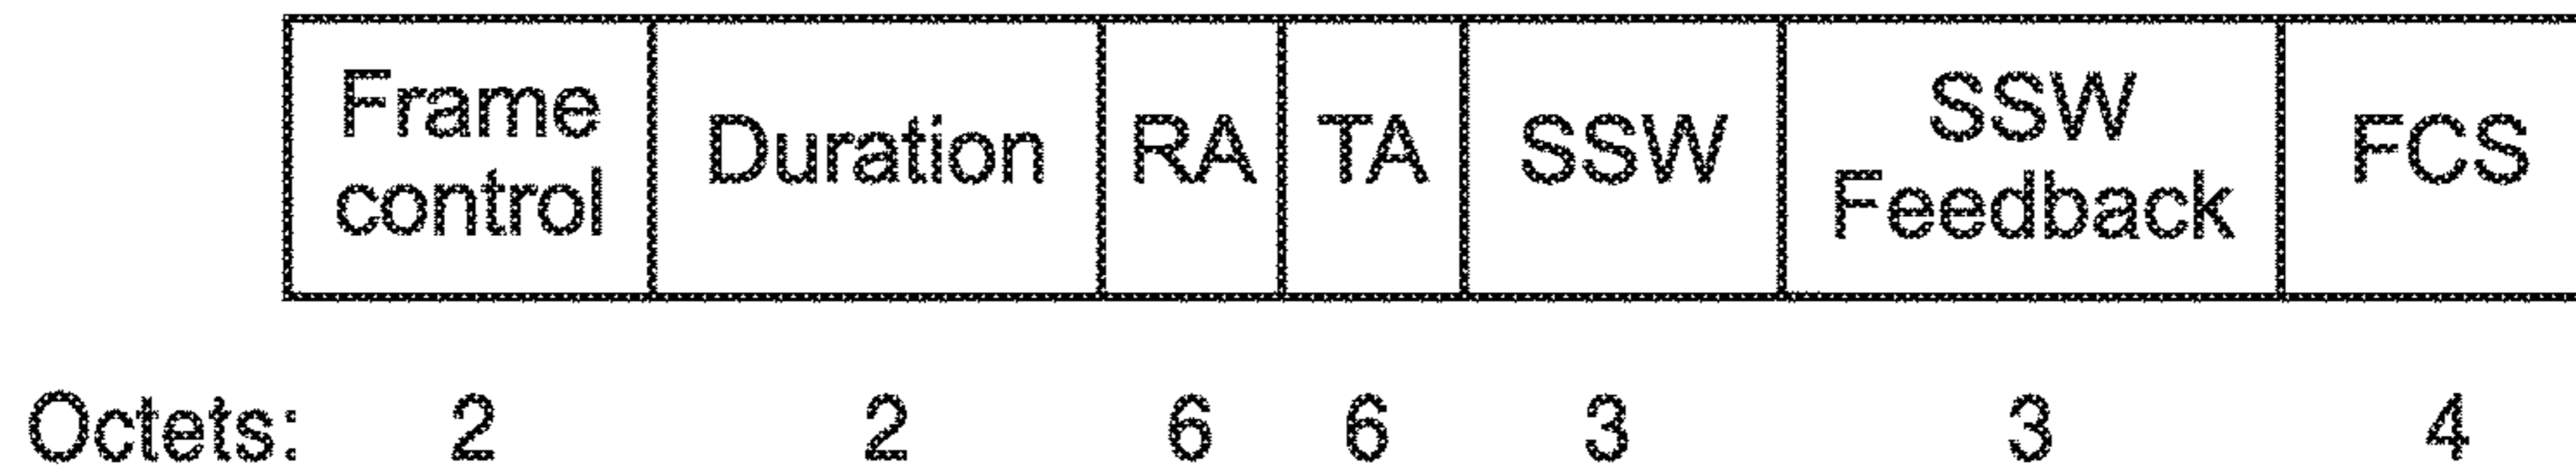 Frame control Duration RA TA SSW SSW Feedback FCS
Octets: 2 2 6 6 3 3 4